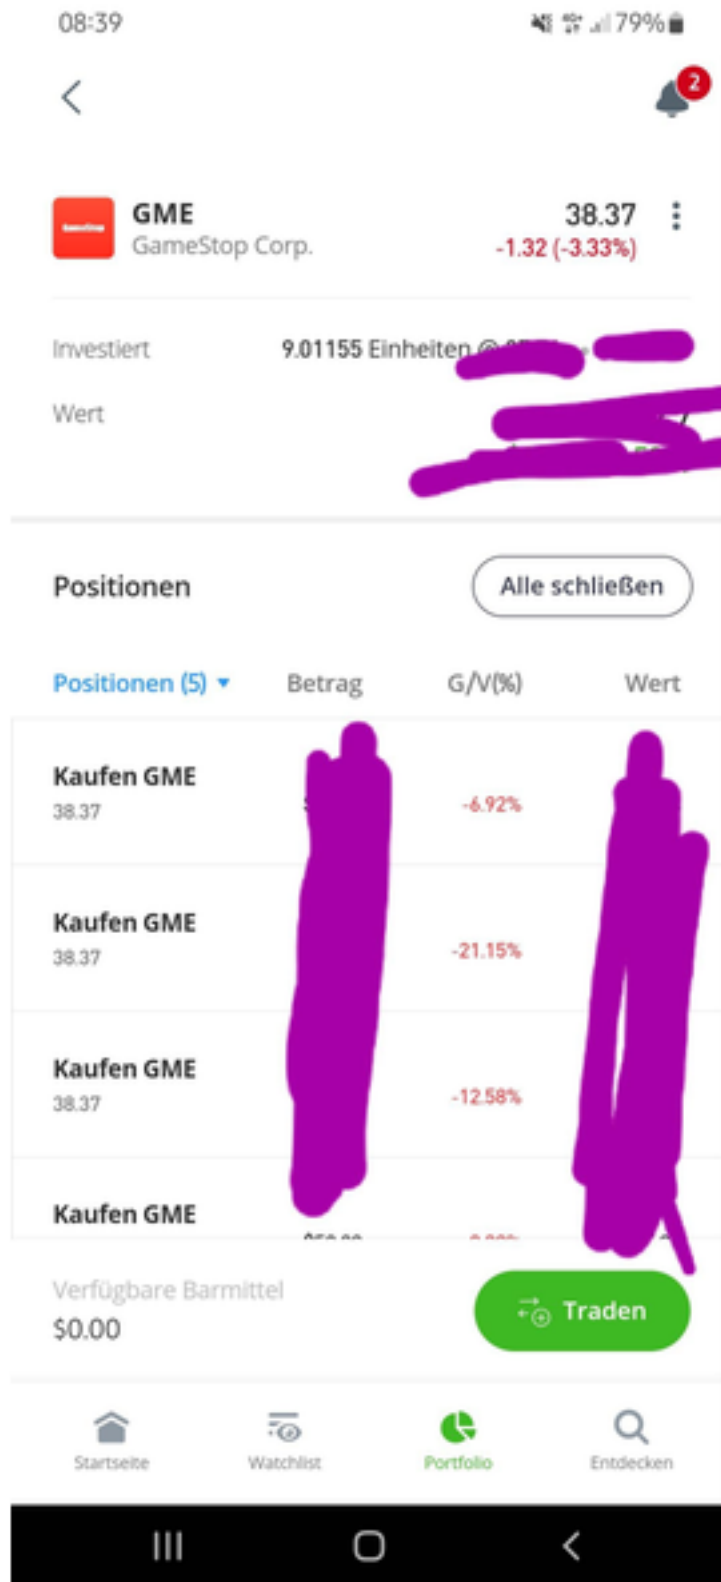 08:39 79%
2
GameStop
GME 38.37
GameStop Corp. -1.32 (-3.33%)
Investiert 9.01155 Einheiten @
Wert
Positionen Alle schließen
Positionen (5) Betrag G/V(%) Wert
Kaufen GME
38.37 -6.92%
Kaufen GME
38.37 -21.15%
Kaufen GME
38.37 -12.58%
Kaufen GME
Verfügbare Barmittel
$0.00 Traden
Startseite Watchlist Portfolio Entdecken